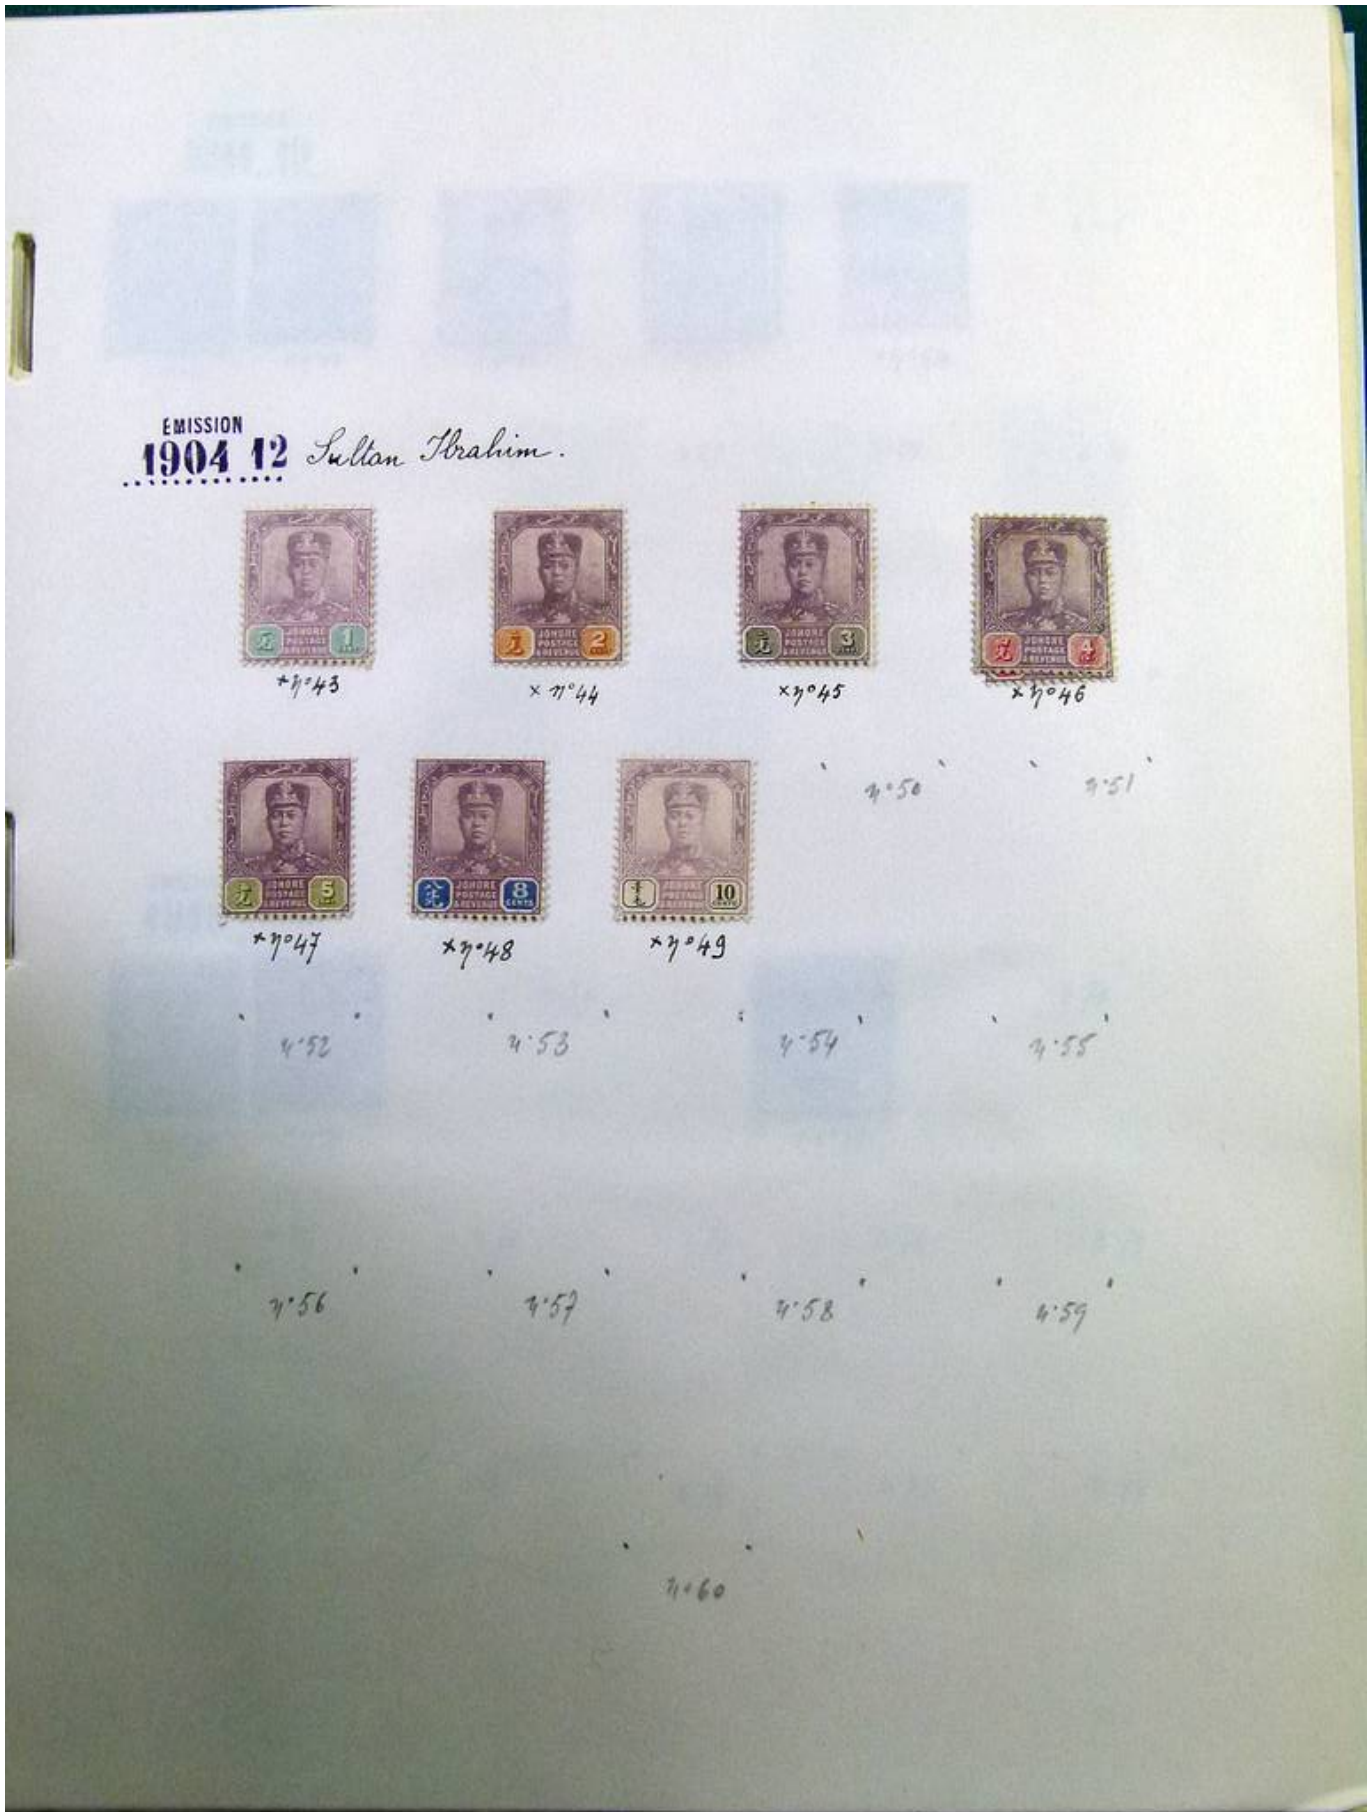 EMISSION
1904 12 Sultan Ibrahim.
1
JOHORE
POSTAGE
& REVENUE
2
JOHORE
POSTAGE
& REVENUE
3
JOHORE
POSTAGE
& REVENUE
4
JOHORE
POSTAGE
& REVENUE
×n°43
× n°44
×n°45
×n°46
n°50
n°51
5
JOHORE
POSTAGE
& REVENUE
八
8
CENTS
JOHORE
POSTAGE
& REVENUE
10
CENTS
JOHORE
POSTAGE
& REVENUE
×n°47
×n°48
×n°49
n°52
n°53
n°54
n°55
n°56
n°57
n°58
n°59
n°60